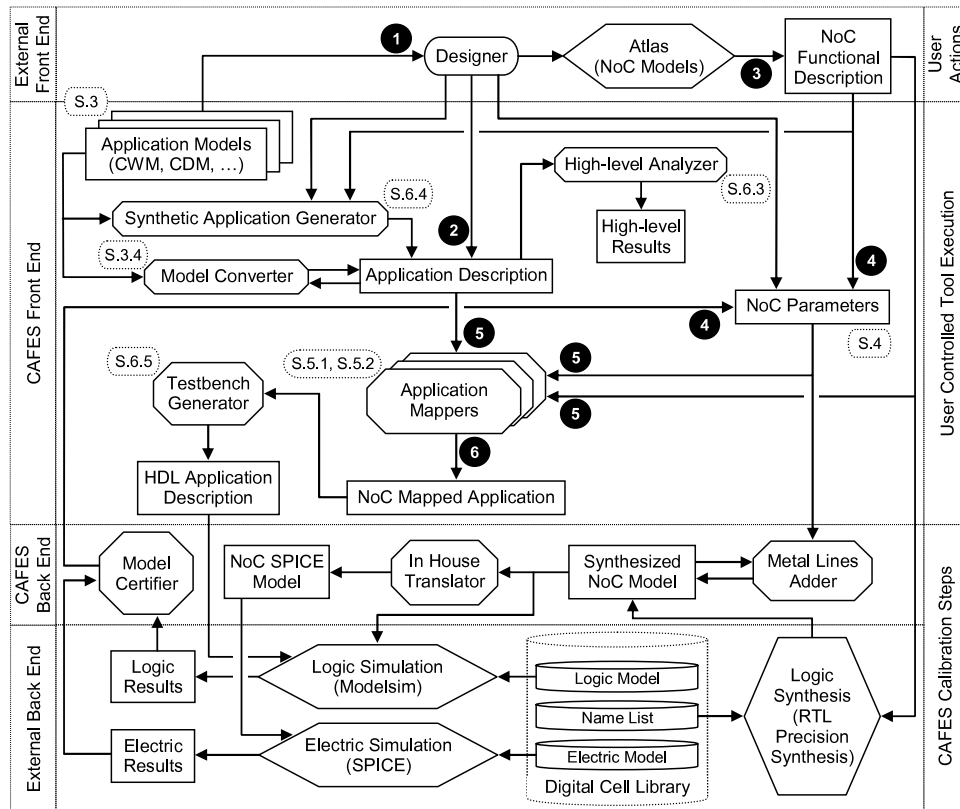 External
Front End
CAFES Front End
CAFES
Back End
External Back End
User
Actions
User Controlled Tool Execution
CAFES Calibration Steps
1
Designer
Atlas
(NoC Models)
3
NoC
Functional
Description
S.3
Application Models
(CWM, CDM, ...)
High-level Analyzer
S.6.3
S.6.4
Synthetic Application Generator
2
High-level
Results
S.3.4
Model Converter
Application Description
4
NoC Parameters
4
S.4
5
S.6.5
S.5.1, S.5.2
5
Testbench
Generator
Application
Mappers
5
6
HDL Application
Description
NoC Mapped Application
Model
Certifier
NoC SPICE
Model
In House
Translator
Synthesized
NoC Model
Metal Lines
Adder
Logic
Results
Logic Simulation
(Modelsim)
Logic Model
Name List
Electric Model
Digital Cell Library
Logic
Synthesis
(RTL
Precision
Synthesis)
Electric
Results
Electric Simulation
(SPICE)